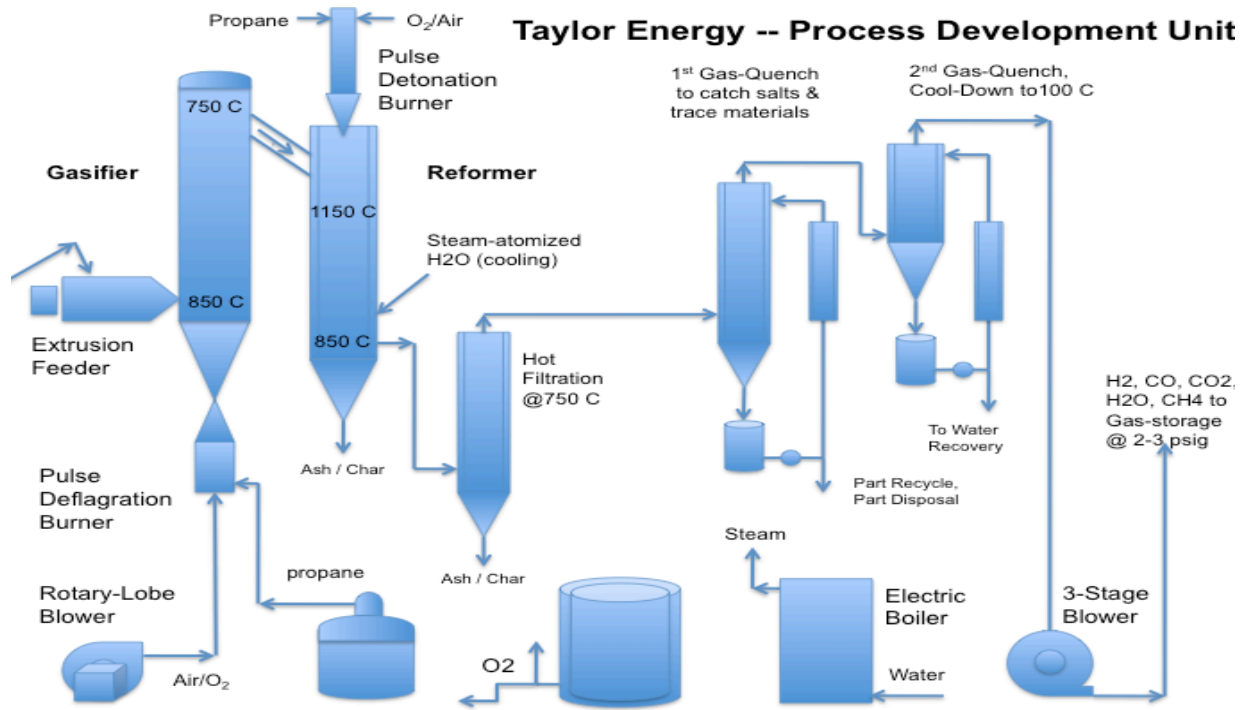 Taylor Energy -- Process Development Unit
Propane
O₂/Air
Pulse
Detonation
Burner
1st Gas-Quench
to catch salts &
trace materials
2nd Gas-Quench,
Cool-Down to100 C
750 C
Gasifier
Reformer
1150 C
Steam-atomized
H2O (cooling)
850 C
850 C
Extrusion
Feeder
Hot
Filtration
@750 C
H2, CO, CO2,
H2O, CH4 to
Gas-storage
@ 2-3 psig
To Water
Recovery
Ash / Char
Part Recycle,
Part Disposal
Pulse
Deflagration
Burner
Steam
Ash / Char
propane
Rotary-Lobe
Blower
Electric
Boiler
3-Stage
Blower
O2
Water
Air/O₂